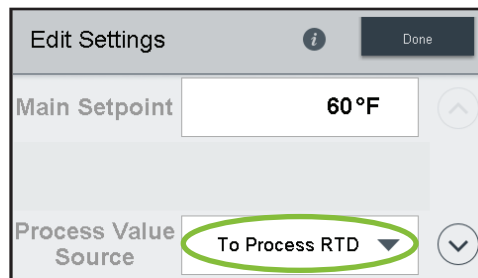 Edit Settings
i
Done
Main Setpoint
60°F
Process Value
Source
To Process RTD